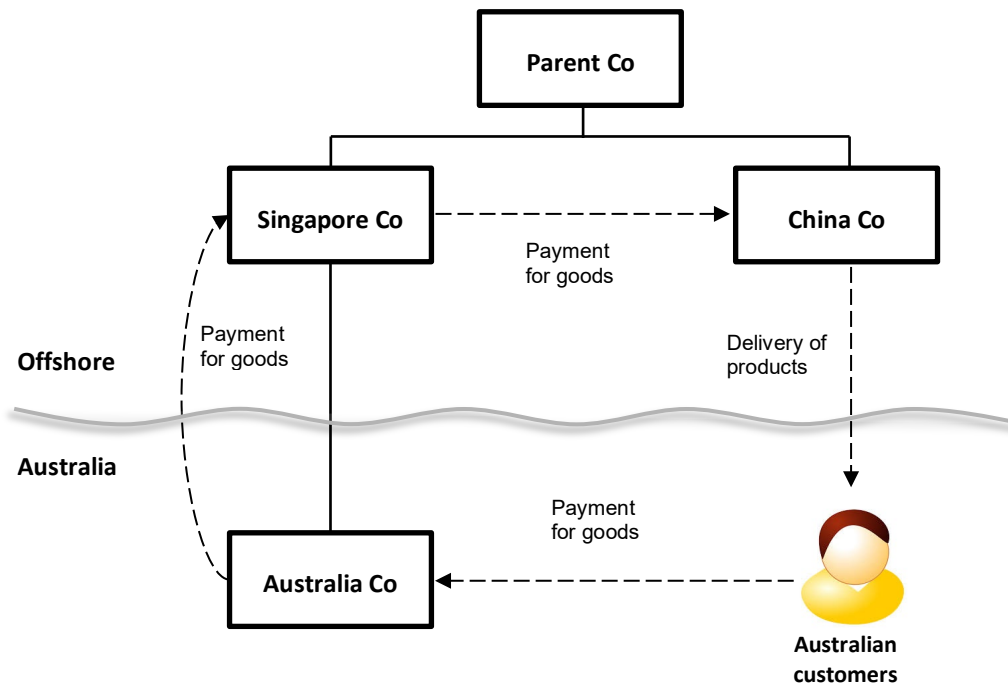 Parent Co
Singapore Co
China Co
Payment
for goods
Payment
for goods
Delivery of
products
Offshore
Australia
Payment
for goods
Australia Co
Australian
customers